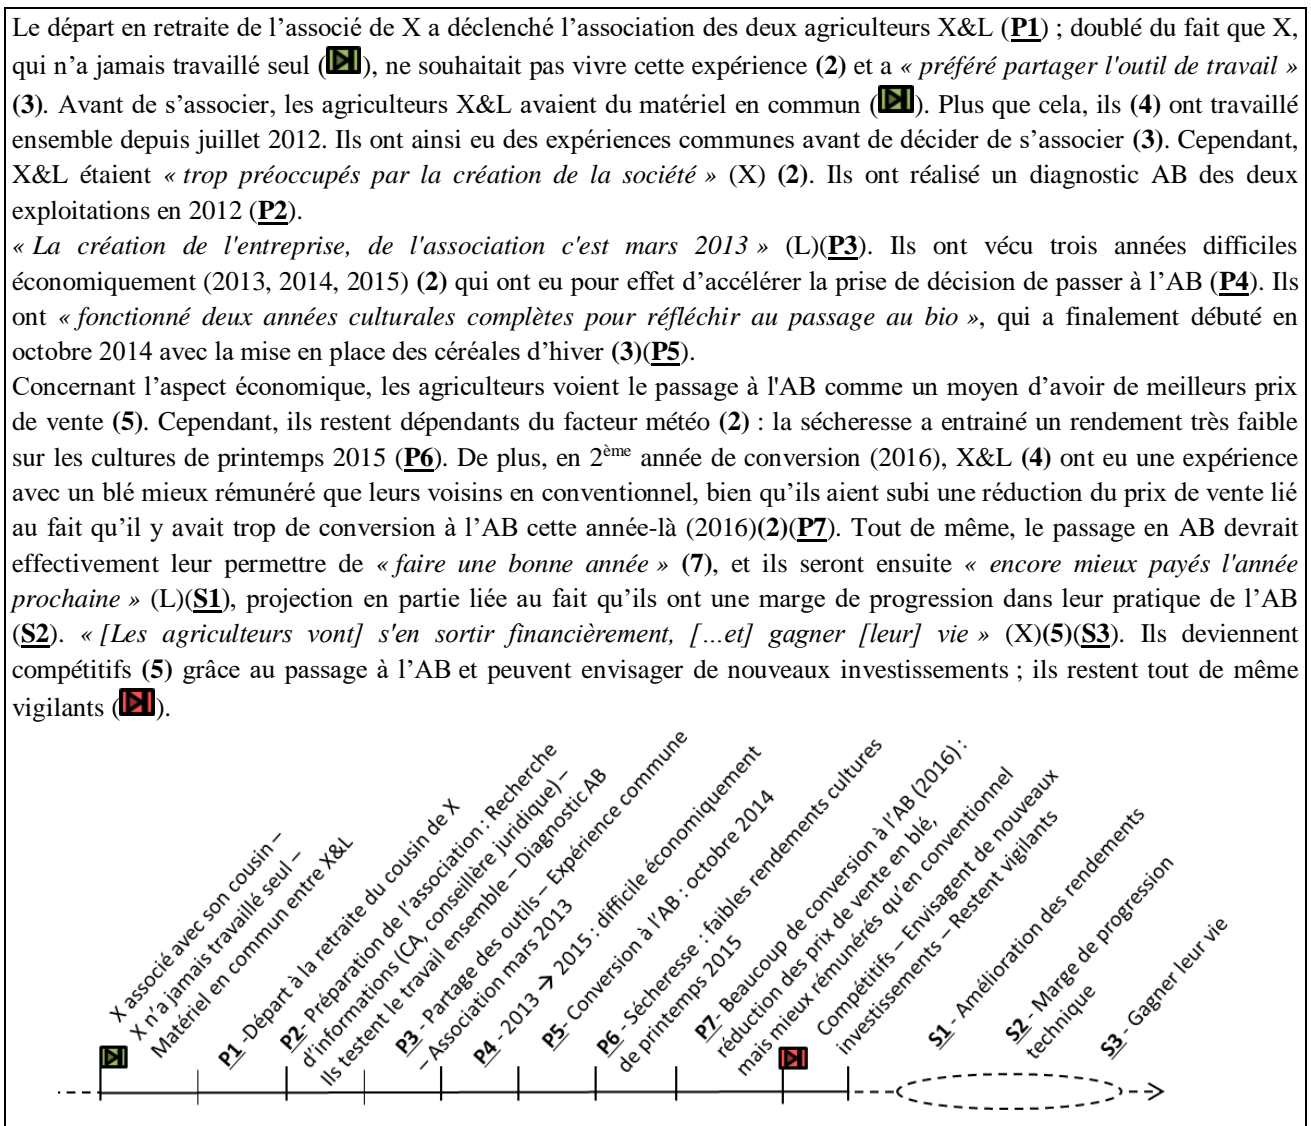 Le départ en retraite de l’associé de X a déclenché l’association des deux agriculteurs X&L (P1) ; doublé du fait que X,
qui n’a jamais travaillé seul (), ne souhaitait pas vivre cette expérience (2) et a « préféré partager l'outil de travail »
(3). Avant de s’associer, les agriculteurs X&L avaient du matériel en commun (). Plus que cela, ils (4) ont travaillé
ensemble depuis juillet 2012. Ils ont ainsi eu des expériences communes avant de décider de s’associer (3). Cependant,
X&L étaient « trop préoccupés par la création de la société » (X) (2). Ils ont réalisé un diagnostic AB des deux
exploitations en 2012 (P2).
« La création de l'entreprise, de l'association c'est mars 2013 » (L)(P3). Ils ont vécu trois années difficiles
économiquement (2013, 2014, 2015) (2) qui ont eu pour effet d’accélérer la prise de décision de passer à l’AB (P4). Ils
ont « fonctionné deux années culturales complètes pour réfléchir au passage au bio », qui a finalement débuté en
octobre 2014 avec la mise en place des céréales d’hiver (3)(P5).
Concernant l’aspect économique, les agriculteurs voient le passage à l'AB comme un moyen d’avoir de meilleurs prix
de vente (5). Cependant, ils restent dépendants du facteur météo (2) : la sécheresse a entrainé un rendement très faible
sur les cultures de printemps 2015 (P6). De plus, en 2ème année de conversion (2016), X&L (4) ont eu une expérience
avec un blé mieux rémunéré que leurs voisins en conventionnel, bien qu’ils aient subi une réduction du prix de vente lié
au fait qu’il y avait trop de conversion à l’AB cette année-là (2016)(2)(P7). Tout de même, le passage en AB devrait
effectivement leur permettre de « faire une bonne année » (7), et ils seront ensuite « encore mieux payés l'année
prochaine » (L)(S1), projection en partie liée au fait qu’ils ont une marge de progression dans leur pratique de l’AB
(S2). « [Les agriculteurs vont] s'en sortir financièrement, […et] gagner [leur] vie » (X)(5)(S3). Ils deviennent
compétitifs (5) grâce au passage à l’AB et peuvent envisager de nouveaux investissements ; ils restent tout de même
vigilants ().
X associé avec son cousin –
X n’a jamais travaillé seul –
Matériel en commun entre X&L
P1 -Départ à la retraite du cousin de X
P2- Préparation de l’association : Recherche
d’informations (CA, conseillère juridique) –
Ils testent le travail ensemble – Diagnostic AB
P3 - Partage des outils – Expérience commune
– Association mars 2013
P4 - 2013 → 2015 : difficile économiquement
P5- Conversion à l’AB : octobre 2014
P6 - Sécheresse : faibles rendements cultures
de printemps 2015
P7- Beaucoup de conversion à l’AB (2016) :
réduction des prix de vente en blé,
mais mieux rémunérés qu’en conventionnel
Compétitifs – Envisagent de nouveaux
investissements – Restent vigilants
S1 - Amélioration des rendements
S2 - Marge de progression
technique
S3 - Gagner leur vie